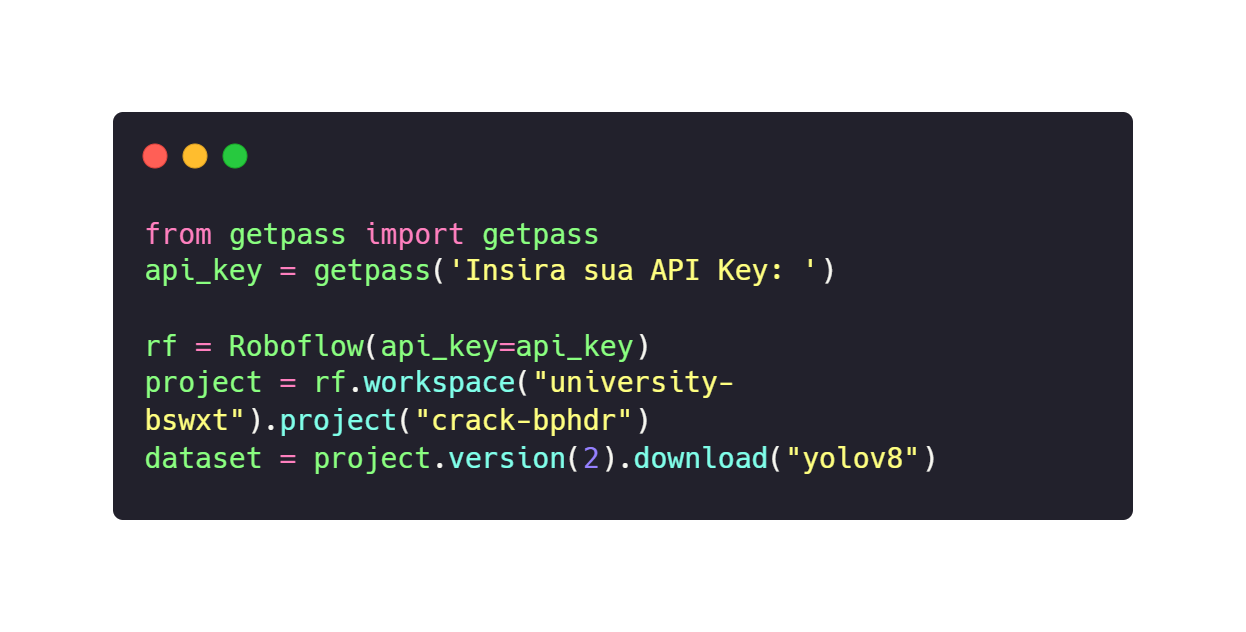 from getpass import getpass
api_key = getpass('Insira sua API Key: ')
rf = Roboflow(api_key=api_key)
project = rf.workspace("university-
bswxt").project("crack-bphdr")
dataset = project.version(2).download("yolov8")